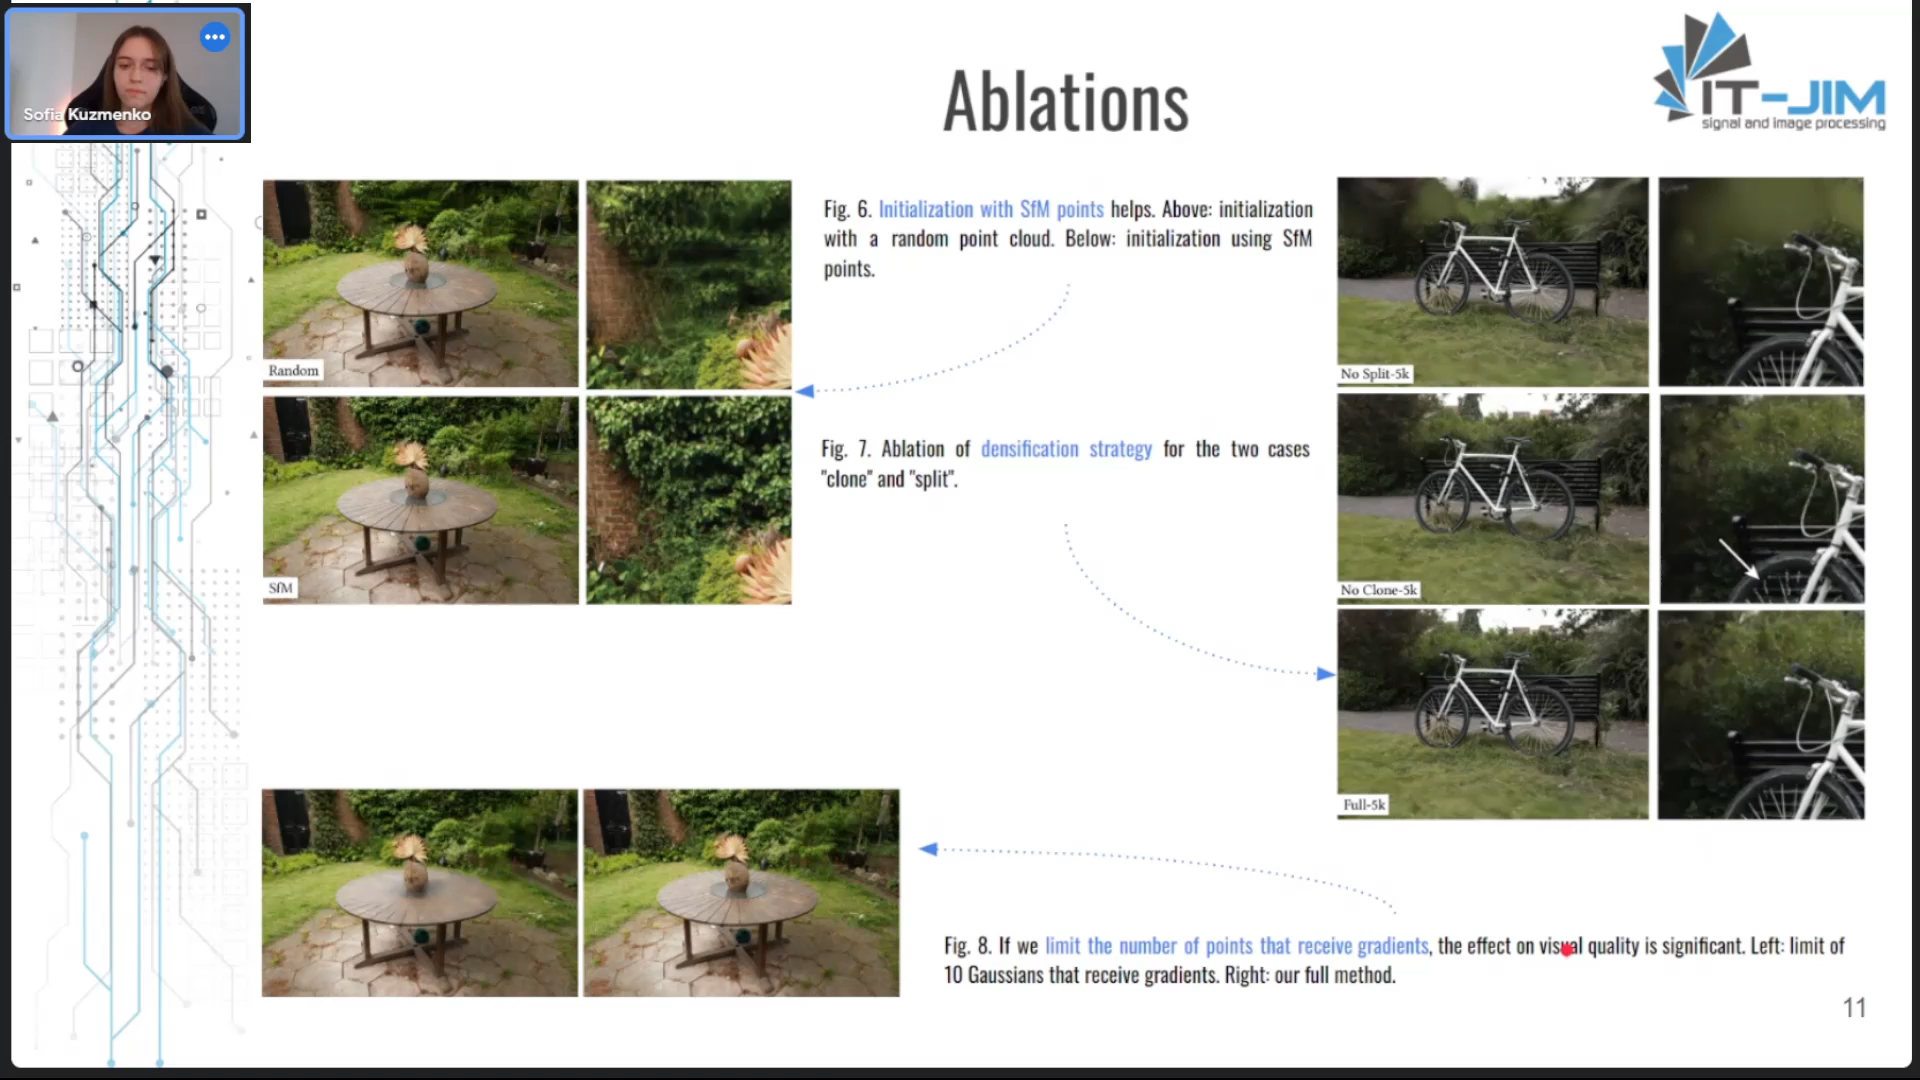 Sofia Kuzmenko
Ablations
IT-JIM
signal and image processing
Fig. 6. Initialization with SfM points helps. Above: initialization
with a random point cloud. Below: initialization using SfM
points.
Random
SfM
Fig. 7. Ablation of densification strategy for the two cases
"clone" and "split".
No Split-5k
No Clone-5k
Full-5k
Fig. 8. If we limit the number of points that receive gradients, the effect on visual quality is significant. Left: limit of
10 Gaussians that receive gradients. Right: our full method.
11